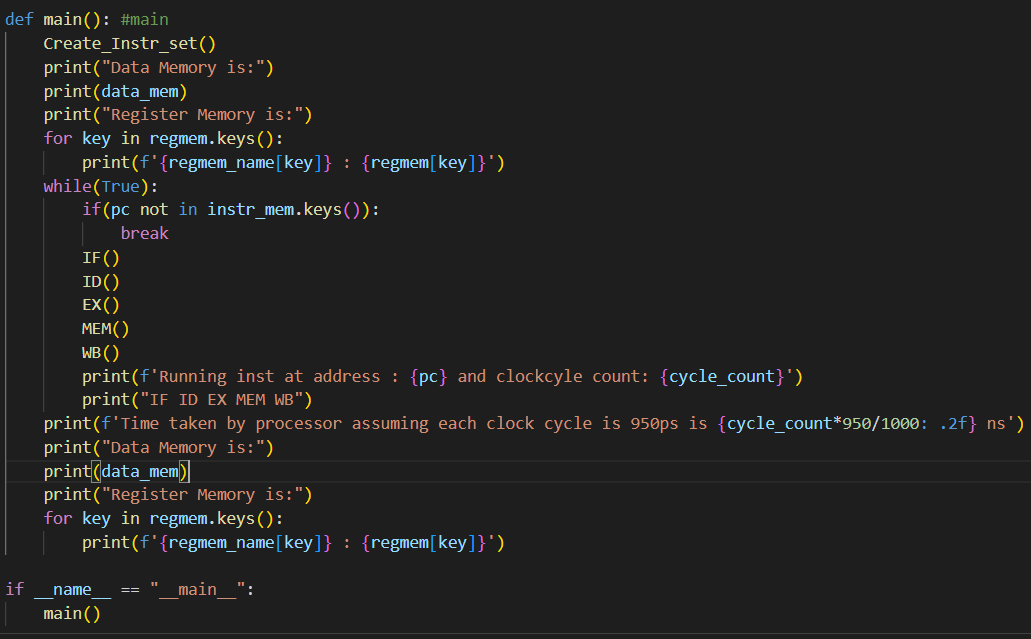 def main(): #main
    Create_Instr_set()
    print("Data Memory is:")
    print(data_mem)
    print("Register Memory is:")
    for key in regmem.keys():
        print(f'{regmem_name[key]} : {regmem[key]}')
    while(True):
        if(pc not in instr_mem.keys()):
            break
        IF()
        ID()
        EX()
        MEM()
        WB()
        print(f'Running inst at address : {pc} and clockcyle count: {cycle_count}')
        print("IF ID EX MEM WB")
    print(f'Time taken by processor assuming each clock cycle is 950ps is {cycle_count*950/1000: .2f} ns')
    print("Data Memory is:")
    print(data_mem)
    print("Register Memory is:")
    for key in regmem.keys():
        print(f'{regmem_name[key]} : {regmem[key]}')

if __name__ == "__main__":
    main()